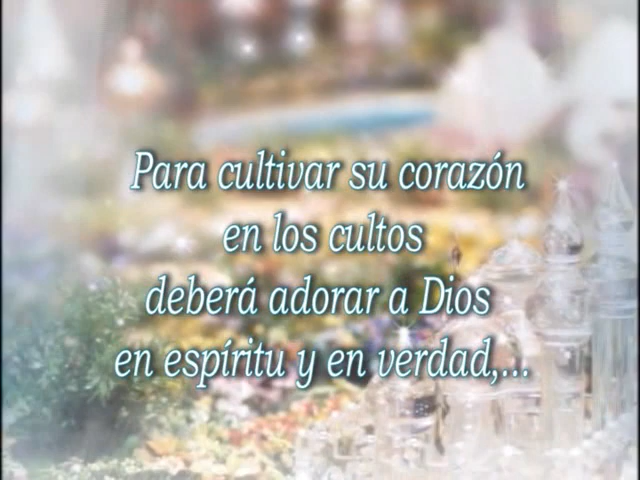 Para cultivar su corazón
en los cultos
deberá adorar a Dios
en espíritu y en verdad,...